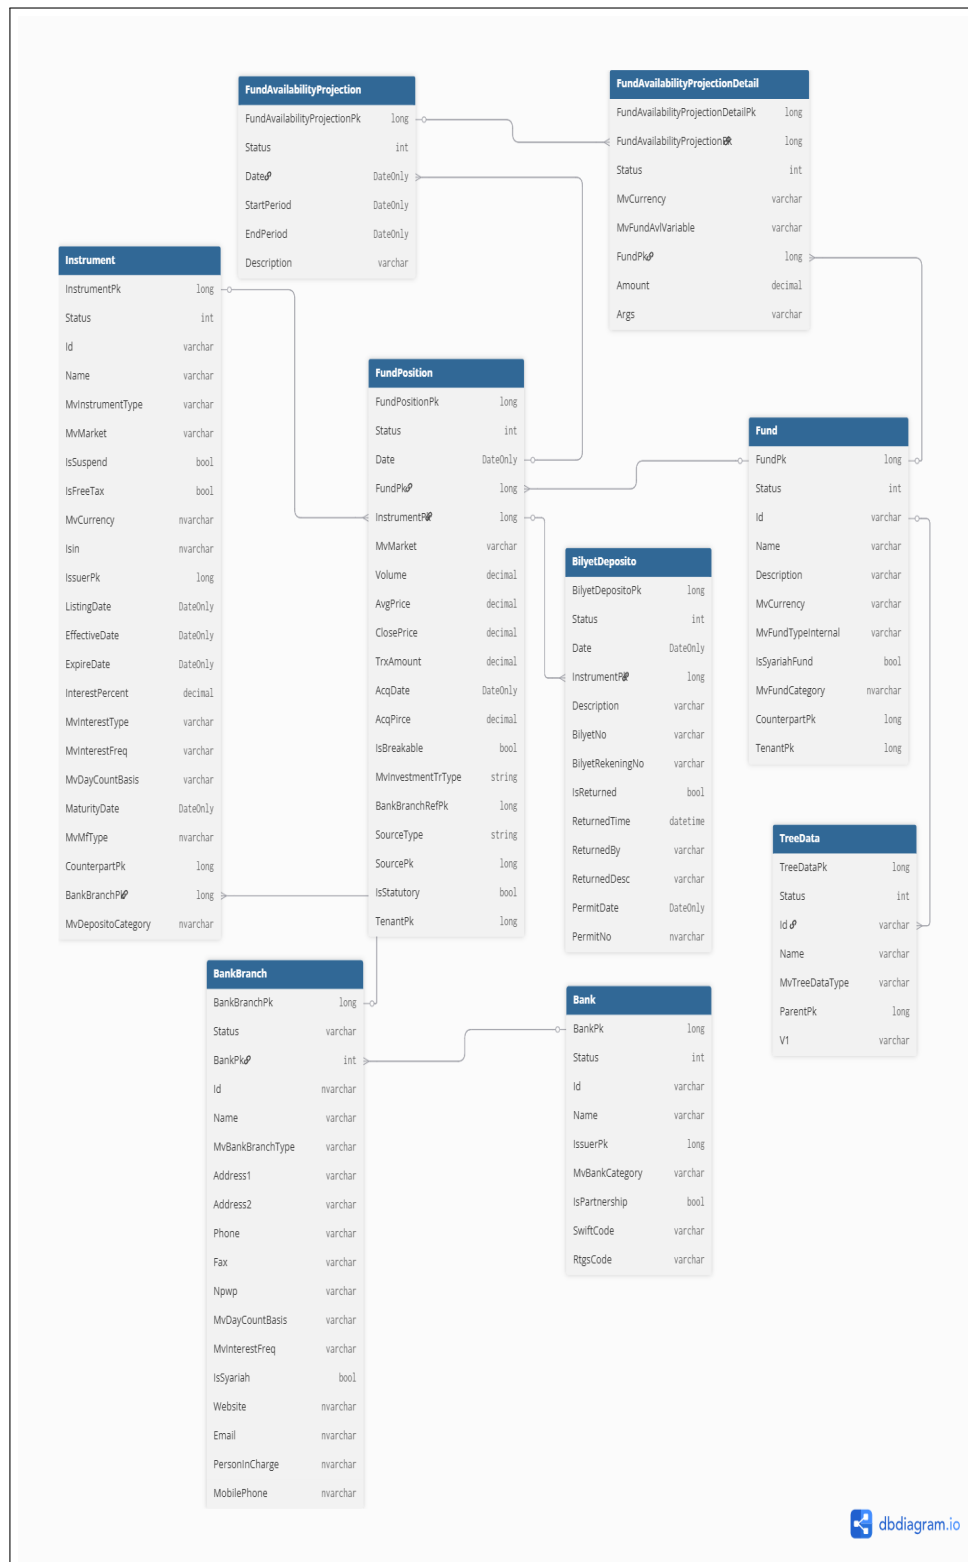 FundAvailabilityProjection
FundAvailabilityProjectionPk long
Status int
Date DateOnly
StartPeriod DateOnly
EndPeriod DateOnly
Description varchar
FundAvailabilityProjectionDetail
FundAvailabilityProjectionDetailPk long
FundAvailabilityProjection long
Status int
MvCurrency varchar
MvFundAvlVariable varchar
FundPk long
Amount decimal
Args varchar
Instrument
InstrumentPk long
Status int
Id varchar
Name varchar
MvInstrumentType varchar
MvMarket varchar
IsSuspend bool
IsFreeTax bool
MvCurrency nvarchar
Isin nvarchar
IssuerPk long
ListingDate DateOnly
EffectiveDate DateOnly
ExpireDate DateOnly
InterestPercent decimal
MvInterestType varchar
MvInterestFreq varchar
MvDayCountBasis varchar
MaturityDate DateOnly
MvMfType nvarchar
CounterpartPk long
BankBranchPk long
MvDepositoCategory nvarchar
FundPosition
FundPositionPk long
Status int
Date DateOnly
FundPk long
InstrumentPk long
MvMarket varchar
Volume decimal
AvgPrice decimal
ClosePrice decimal
TrxAmount decimal
AcqDate DateOnly
AcqPirce decimal
IsBreakable bool
MvInvestmentTrType string
BankBranchRefPk long
SourceType string
SourcePk long
IsStatutory bool
TenantPk long
Fund
FundPk long
Status int
Id varchar
Name varchar
Description varchar
MvCurrency varchar
MvFundTypeInternal varchar
IsSyariahFund bool
MvFundCategory nvarchar
CounterpartPk long
TenantPk long
BilyetDeposito
BilyetDepositoPk long
Status int
Date DateOnly
InstrumentPk long
Description varchar
BilyetNo varchar
BilyetRekeningNo varchar
IsReturned bool
ReturnedTime datetime
ReturnedBy varchar
ReturnedDesc varchar
PermitDate DateOnly
PermitNo nvarchar
TreeData
TreeDataPk long
Status int
Id varchar
Name varchar
MvTreeDataType varchar
ParentPk long
V1 varchar
BankBranch
BankBranchPk long
Status varchar
BankPk int
Id nvarchar
Name varchar
MvBankBranchType varchar
Address1 varchar
Address2 varchar
Phone varchar
Fax varchar
Npwp varchar
MvDayCountBasis varchar
MvInterestFreq varchar
IsSyariah bool
Website nvarchar
Email nvarchar
PersonInCharge nvarchar
MobilePhone nvarchar
Bank
BankPk long
Status int
Id varchar
Name varchar
IssuerPk long
MvBankCategory varchar
IsPartnership bool
SwiftCode varchar
RtgsCode varchar
dbdiagram.io